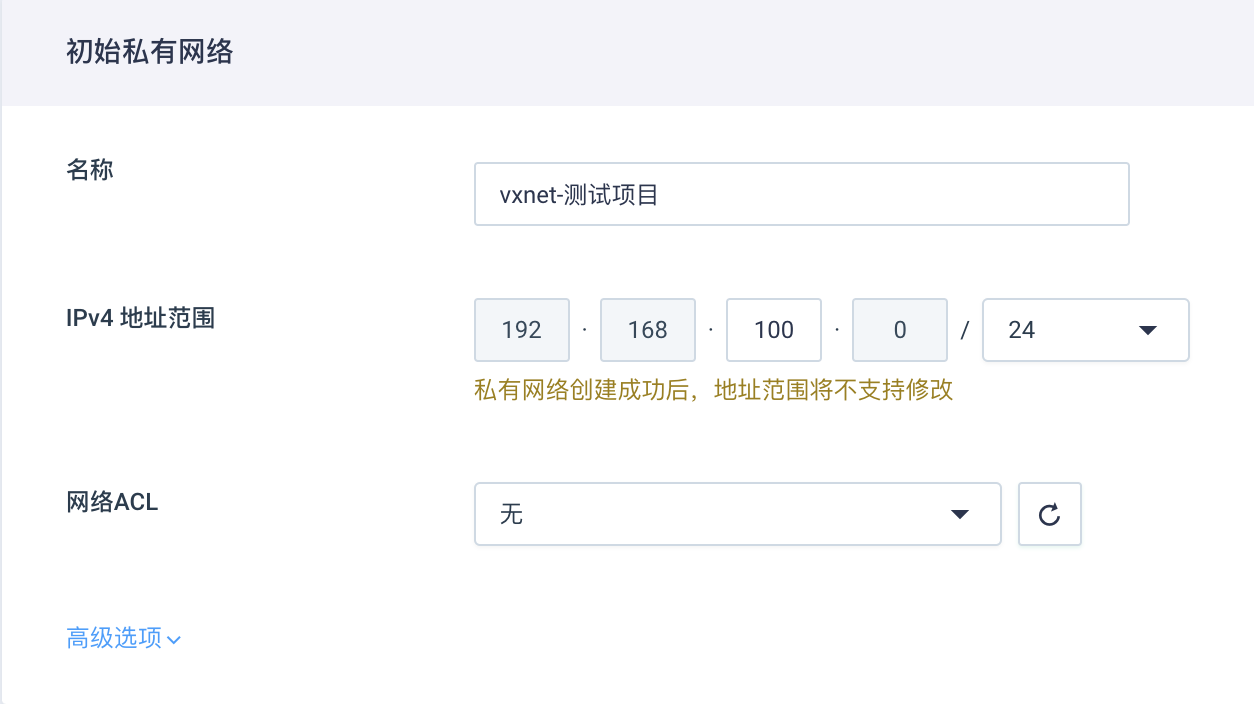 初始私有网络
名称
vxnet-测试项目
IPv4 地址范围
192 · 168 · 100 · 0 / 24
私有网络创建成功后，地址范围将不支持修改
网络ACL
无
高级选项